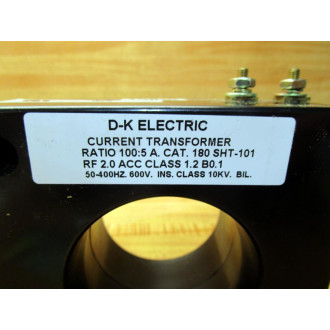 D-K ELECTRIC
CURRENT TRANSFORMER
RATIO 100:5 A. CAT. 180 SHT-101
RF 2.0 ACC CLASS 1.2 B0.1
50-400HZ. 600V. INS. CLASS 10KV. BIL.